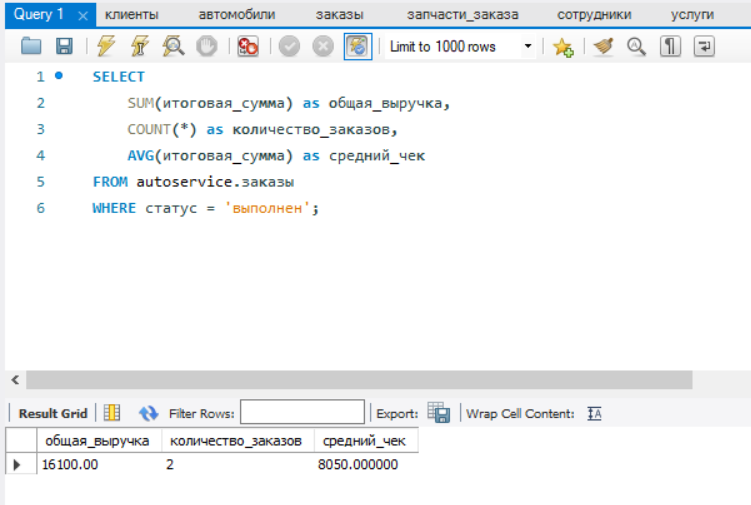 Query 1 клиенты автомобили заказы запчасти_заказа сотрудники услуги
Limit to 1000 rows
1 SELECT
2 SUM(итоговая_сумма) as общая_выручка,
3 COUNT(*) as количество_заказов,
4 AVG(итоговая_сумма) as средний_чек
5 FROM autoservice.заказы
6 WHERE статус = 'выполнен';
Result Grid Filter Rows: Export: Wrap Cell Content:
общая_выручка количество_заказов средний_чек
16100.00 2 8050.000000